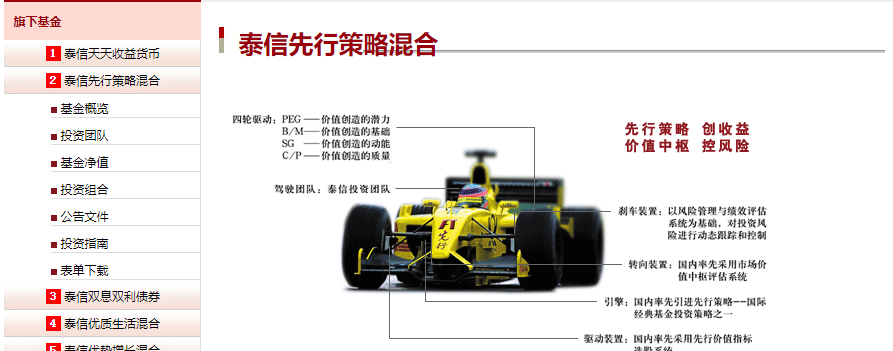 旗下基金
1 泰信天天收益货币
2 泰信先行策略混合
基金概览
投资团队
基金净值
投资组合
公告文件
投资指南
表单下载
3 泰信双息双利债券
4 泰信优质生活混合
5 泰信优势增长混合
泰信先行策略混合
四轮驱动：PEG——价值创造的潜力
B/M——价值创造的基础
SG ——价值创造的动能
C/P——价值创造的质量
先行策略 创收益
价值中枢 控风险
驾驶团队：泰信投资团队
先行
刹车装置：以风险管理与绩效评估
系统为基础，对投资风
险进行动态跟踪和控制
转向装置：国内率先采用市场价
值中枢评估系统
引擎：国内率先引进先行策略--国际
经典基金投资策略之一
驱动装置：国内率先采用先行价值指标
选股系统